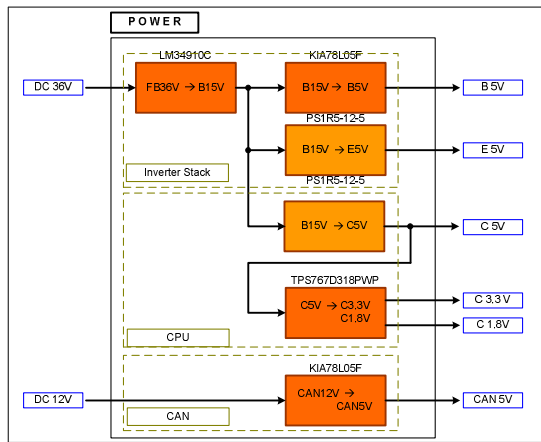 POWER
LM34910C
KIA78L05F
DC 36V
FB36V → B15V
B15V → B5V
B 5V
PS1R5-12-5
B15V → E5V
E 5V
Inverter Stack
PS1R5-12-5
B15V → C5V
C 5V
TPS767D318PWP
C5V → C3,3V
C1.8V
C 3,3 V
C 1,8V
CPU
KIA78L05F
DC 12V
CAN12V →
CAN5V
CAN 5V
CAN